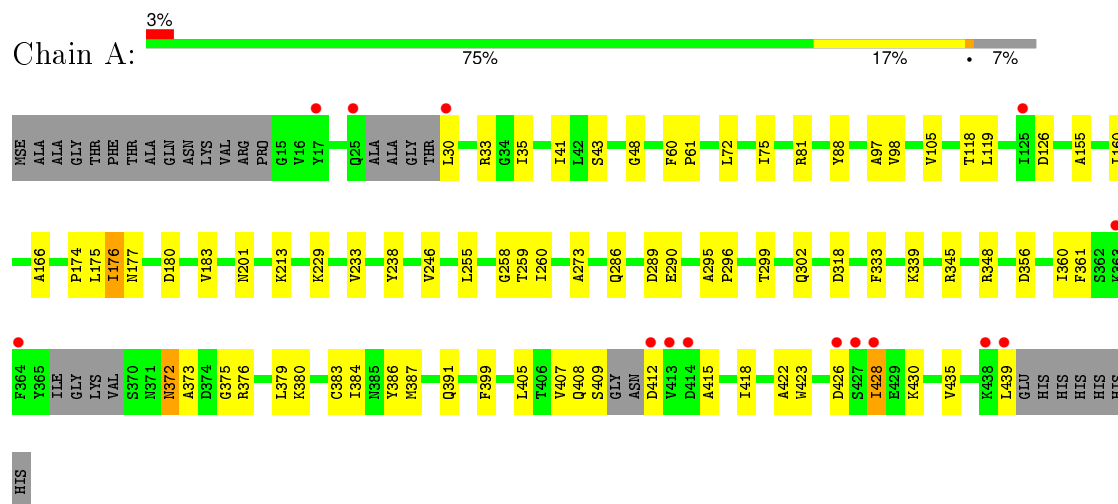 3%
Chain A:
75% 17% • 7%
MSE ALA ALA GLY THR PHE THR ALA GLN ASN LYS VAL ARG PRO G15 V16 Y17 Q25 ALA ALA GLY THR L30 R33 G34 I35 I41 L42 S43 G48 F60 P61 L72 I75 R81 Y88 A97 V98 V105 T118 L119 I125 D126 A155 I160
A166 P174 L175 I176 N177 D180 V183 N201 K213 K229 V233 Y238 V246 L255 G258 T259 I260 A273 Q286 D289 E290 A295 P296 T299 Q302 D318 F333 K339 R345 R348 D356 I360 F361 S362 K363
F364 Y365 ILE GLY LYS VAL S370 N371 N372 A373 D374 G375 R376 L379 K380 C383 I384 N385 Y386 M387 Q391 F399 L405 T406 V407 Q408 S409 GLY ASN D412 V413 D414 A415 I418 A422 W423 D426 S427 I428 E429 K430 V435 K438 L439 GLU HIS HIS HIS HIS HIS
HIS